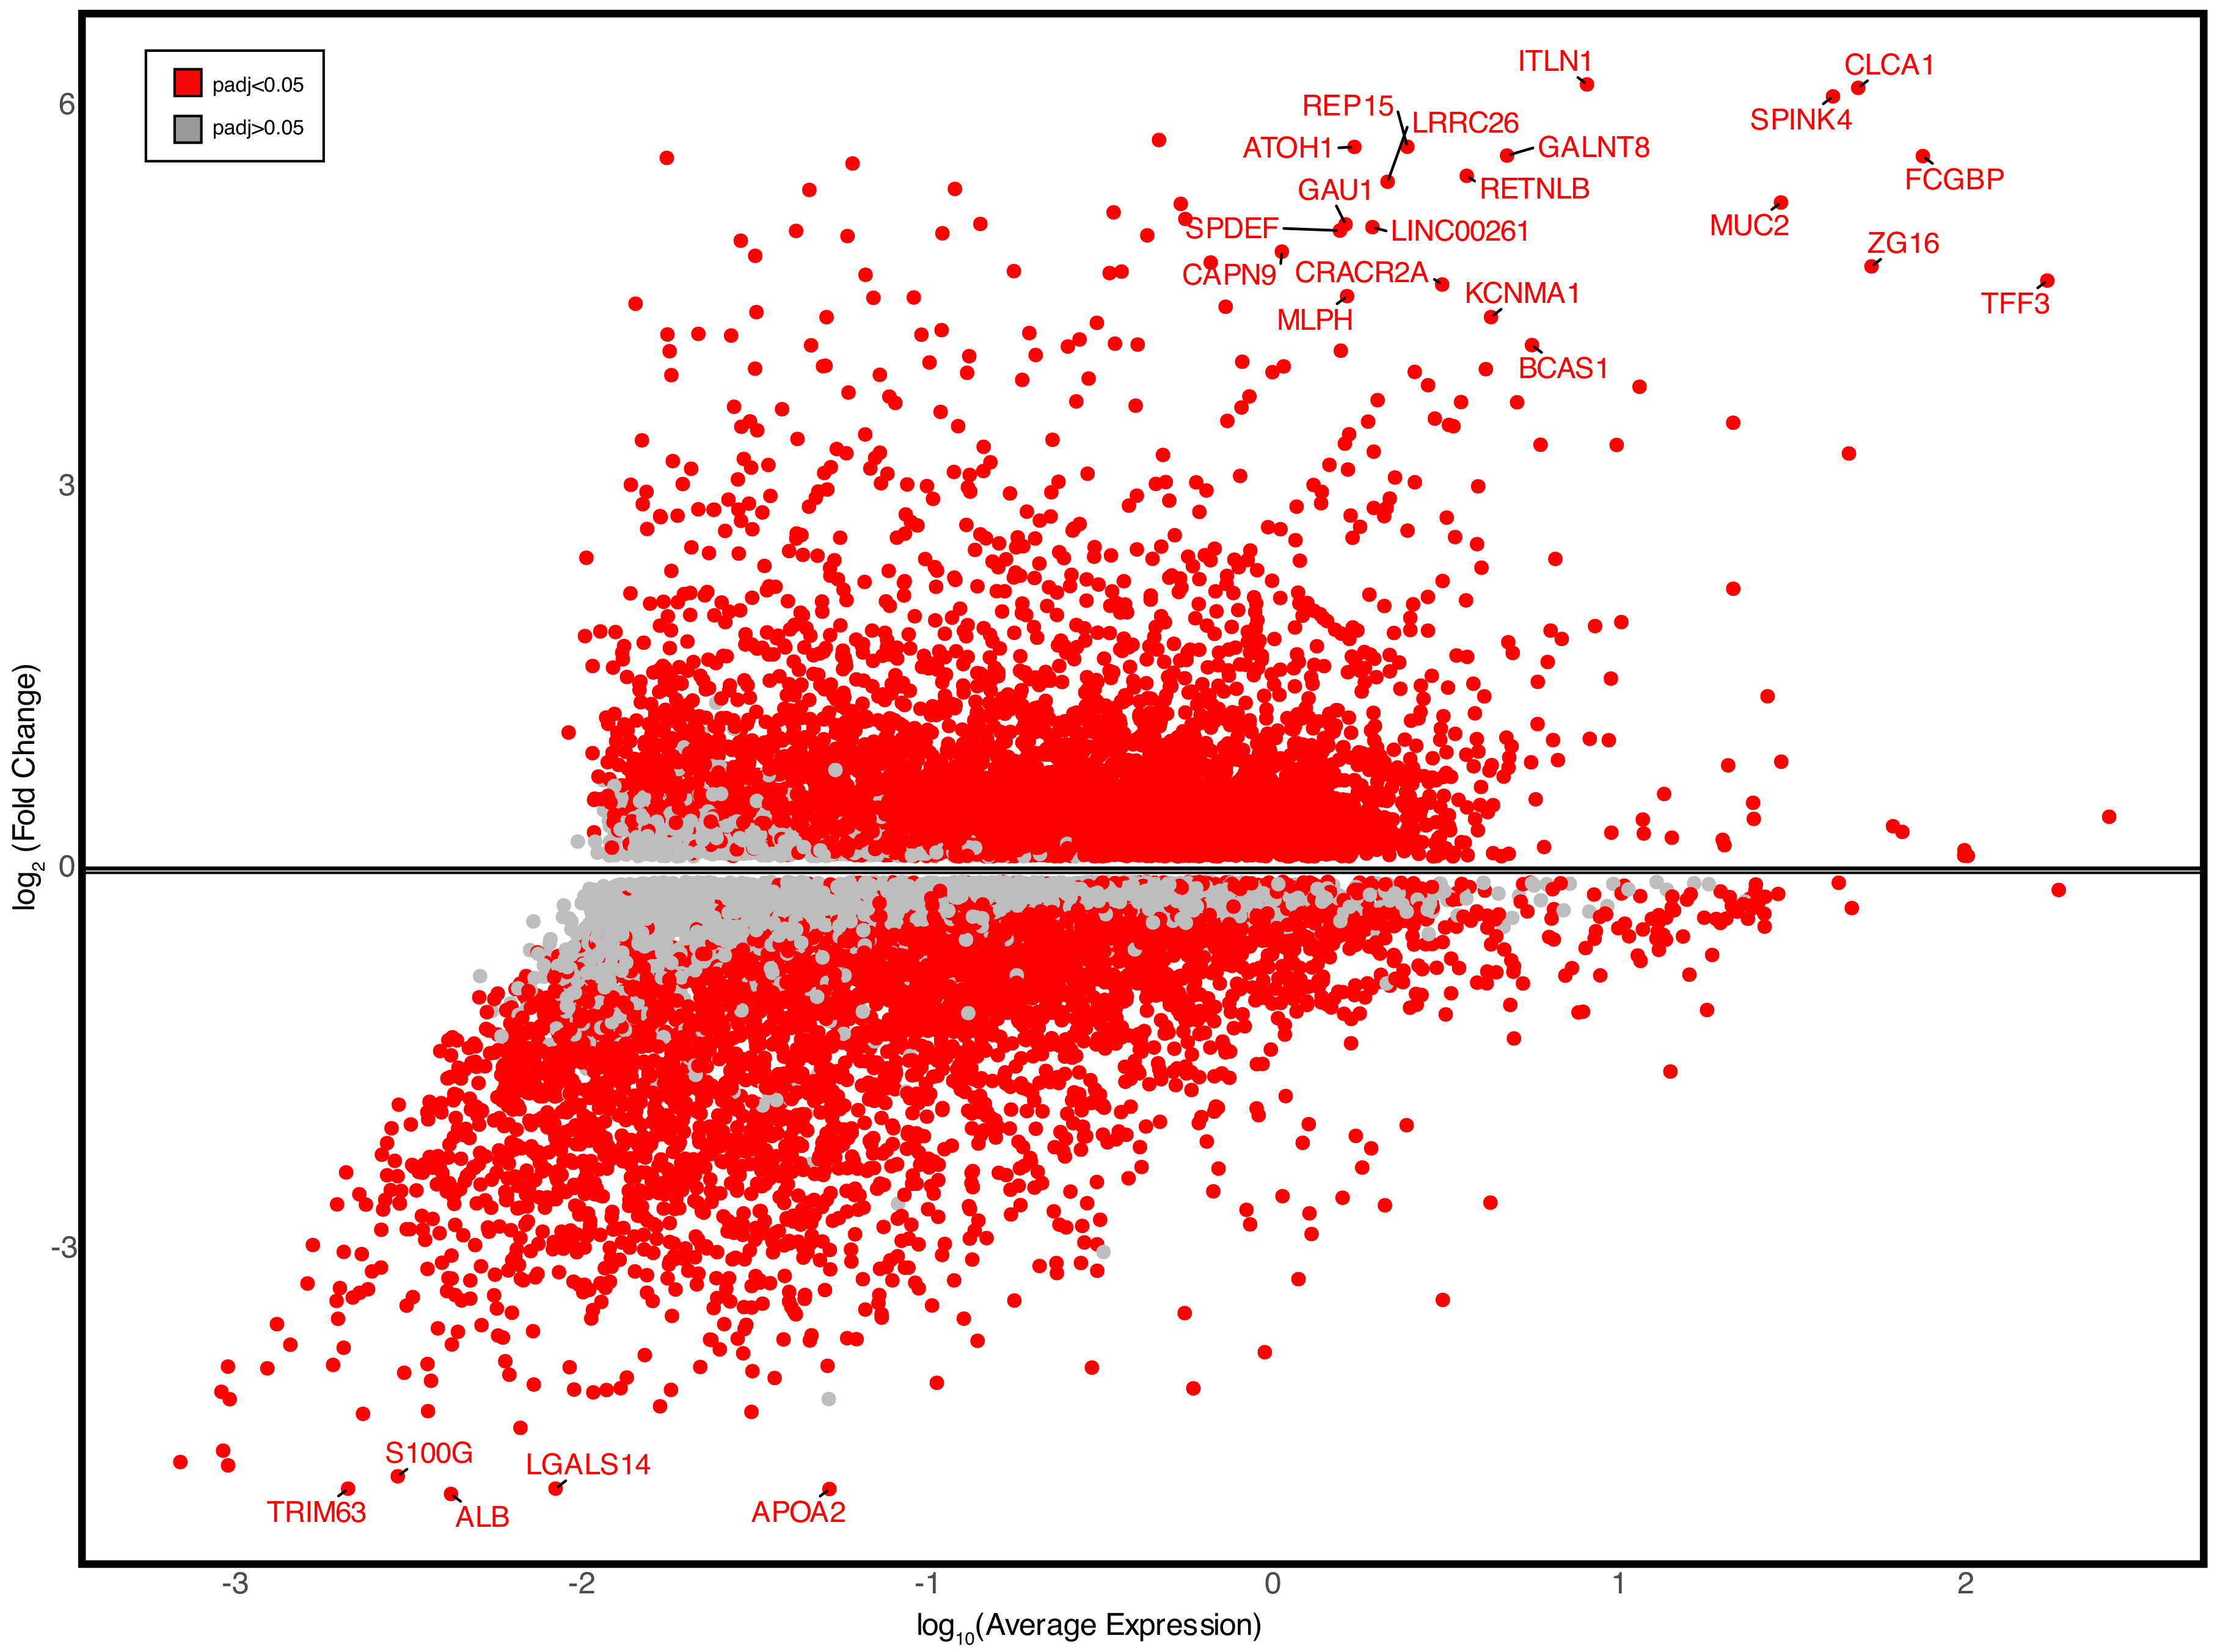 padj<0.05
padj>0.05
ITLN1
CLCA1
REP15
LRRC26
SPINK4
ATOH1
GALNT8
GAU1
RETNLB
FCGBP
SPDEF
LINC00261
MUC2
ZG16
CAPN9
CRACR2A
KCNMA1
TFF3
MLPH
BCAS1
6
3
0
-3
log2 (Fold Change)
S100G
LGALS14
TRIM63
ALB
APOA2
-3
-2
-1
0
1
2
log10(Average Expression)